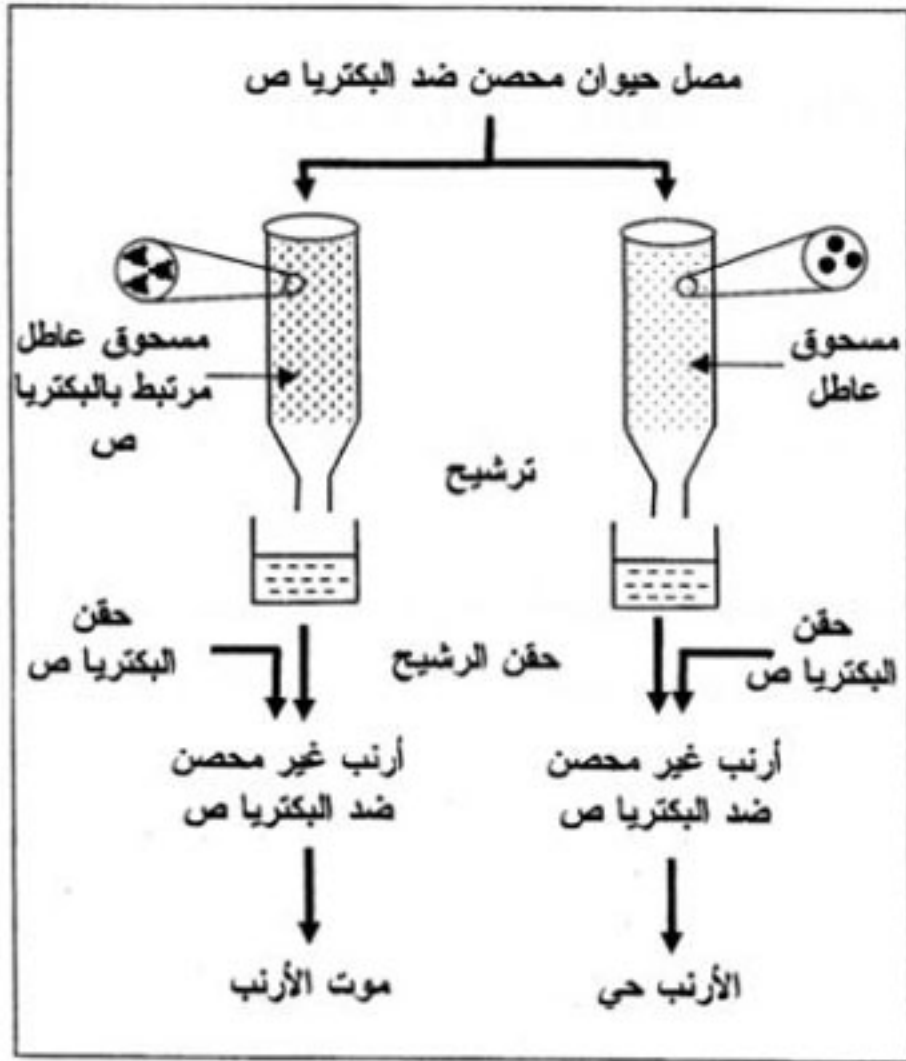 مصل حيوان محصن ضد البكتريا ص
مسحوق
عاطل
مسحوق عاطل
مرتبط بالبكتريا
ص
ترشيح
حقن
البكتريا ص
حقن الرشيح
حقن
البكتريا ص
أرنب غير محصن
ضد البكتريا ص
أرنب غير محصن
ضد البكتريا ص
الأرنب حي
موت الأرنب